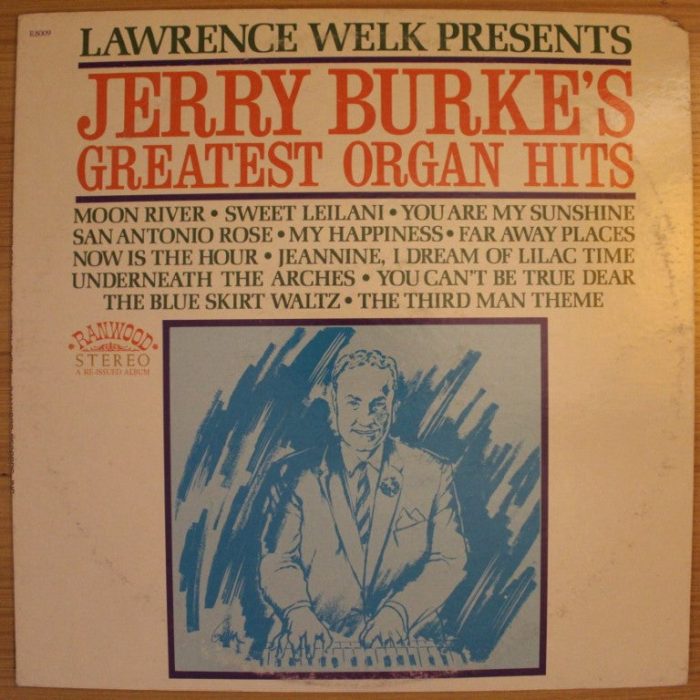 R8009
LAWRENCE WELK PRESENTS
JERRY BURKE'S
GREATEST ORGAN HITS
MOON RIVER • SWEET LEILANI • YOU ARE MY SUNSHINE
SAN ANTONIO ROSE • MY HAPPINESS • FAR AWAY PLACES
NOW IS THE HOUR • JEANNINE, I DREAM OF LILAC TIME
UNDERNEATH THE ARCHES • YOU CAN'T BE TRUE DEAR
THE BLUE SKIRT WALTZ • THE THIRD MAN THEME
• RANWOOD •
STEREO
A RE-ISSUED ALBUM